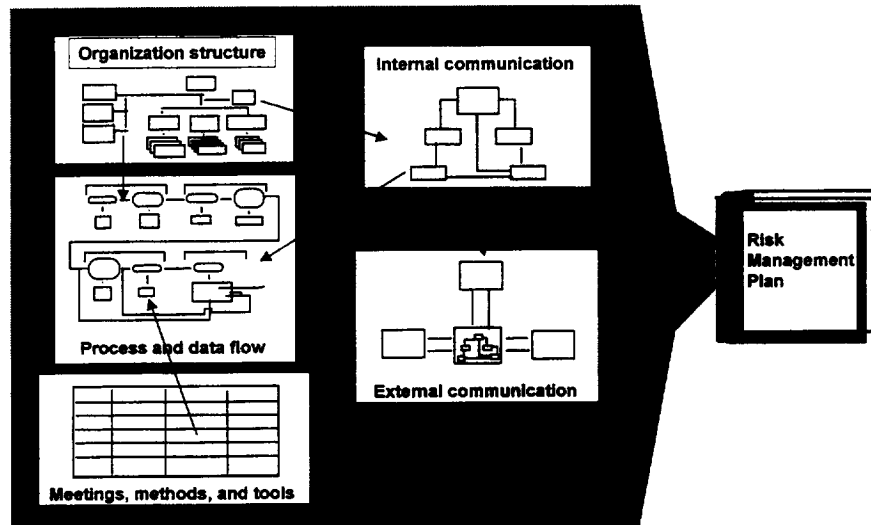 Organization structure
Internal communication
Process and data flow
External communication
Meetings, methods, and tools
Risk
Management
Plan